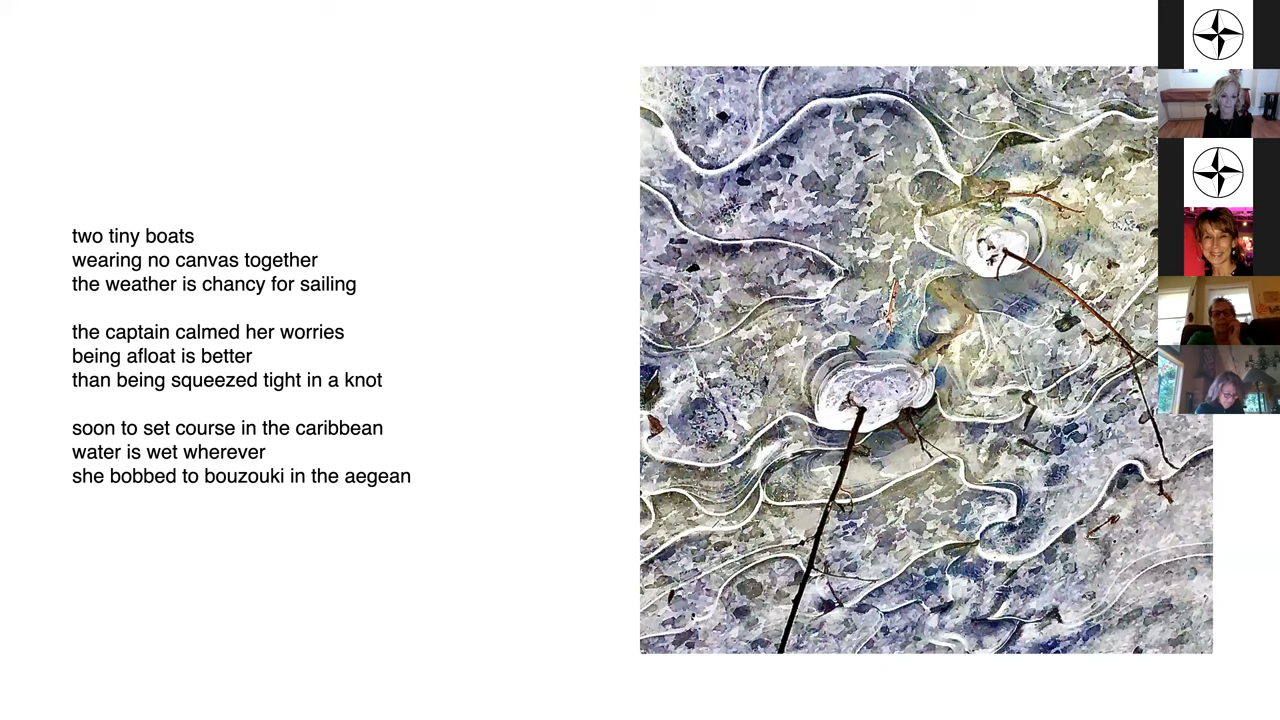 two tiny boats
wearing no canvas together
the weather is chancy for sailing
the captain calmed her worries
being afloat is better
than being squeezed tight in a knot
soon to set course in the caribbean
water is wet wherever
she bobbed to bouzouki in the aegean